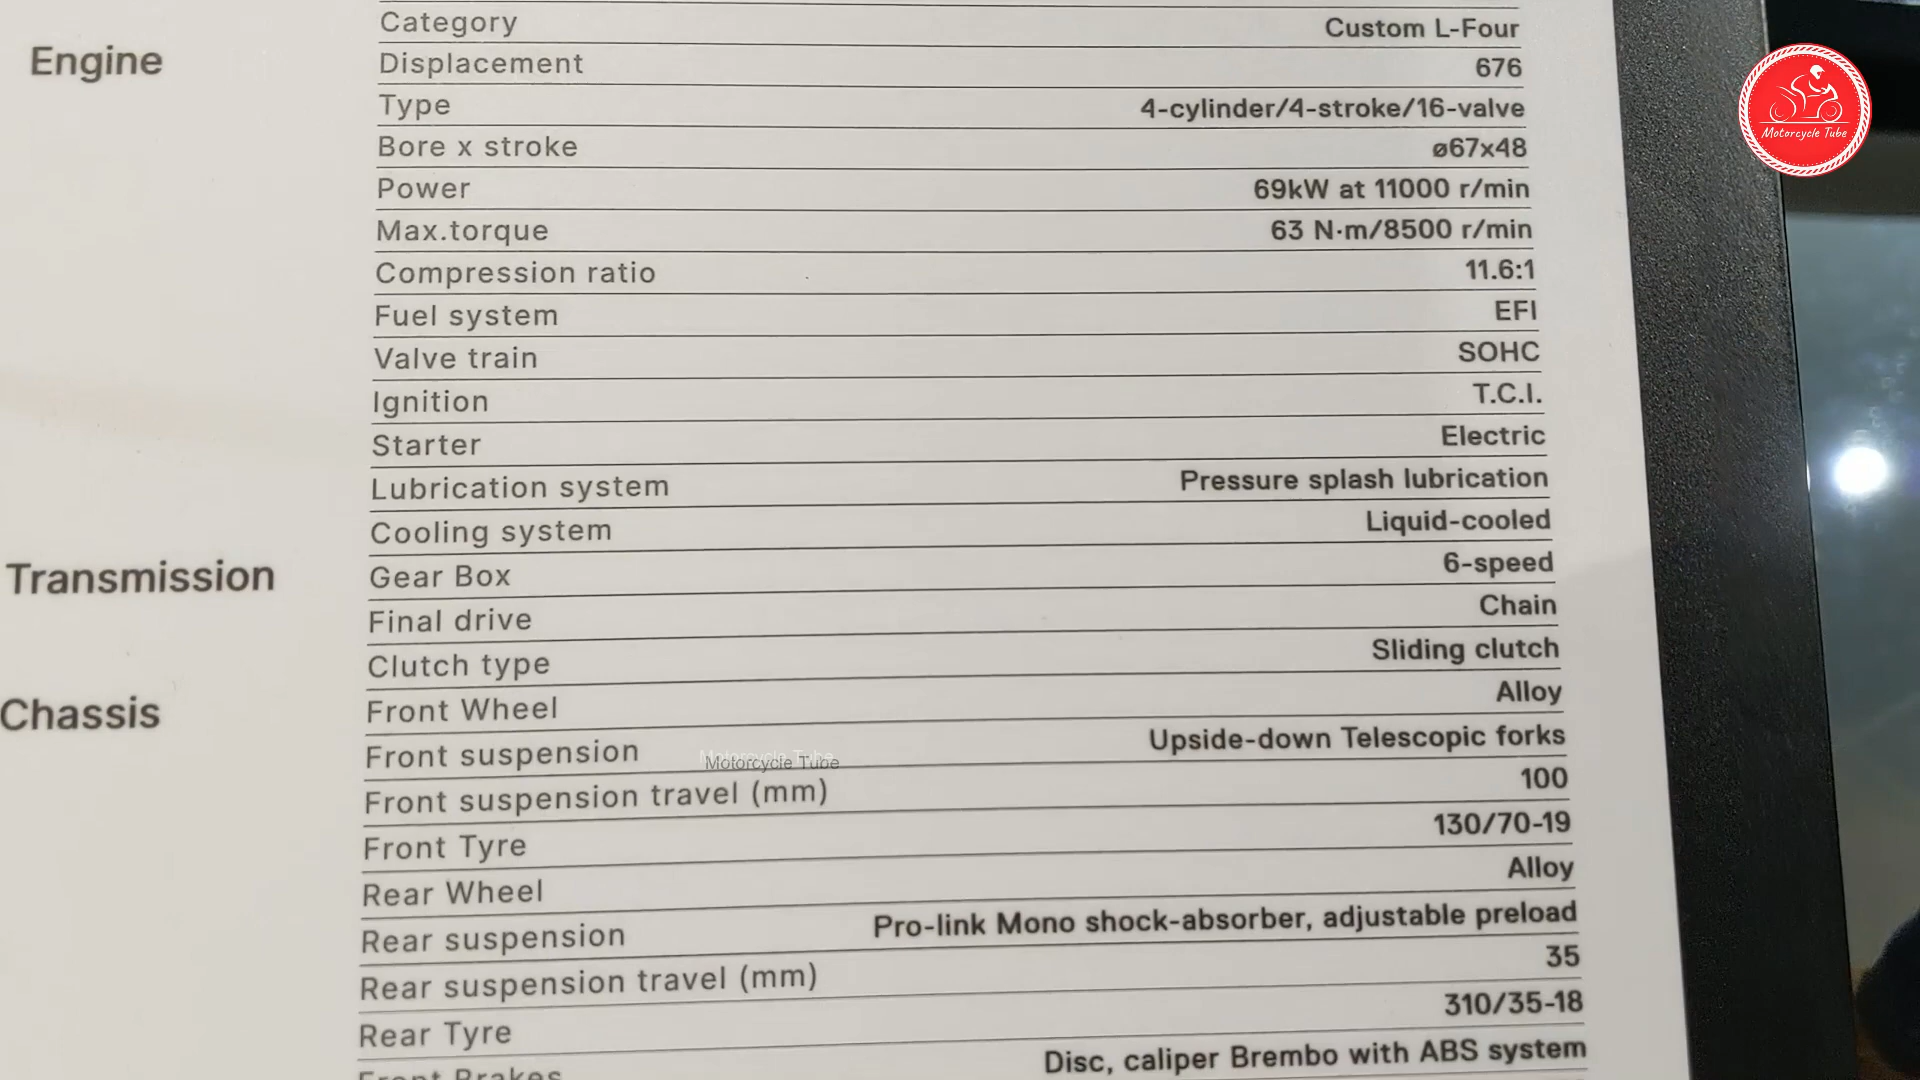 Category Custom L-Four
Engine
Displacement 676
Type 4-cylinder/4-stroke/16-valve
Bore x stroke ø67x48
Power 69kW at 11000 r/min
Max.torque 63 N·m/8500 r/min
Compression ratio 11.6:1
Fuel system EFI
Valve train SOHC
Ignition T.C.I.
Starter Electric
Lubrication system Pressure splash lubrication
Cooling system Liquid-cooled
Transmission
Gear Box 6-speed
Final drive Chain
Clutch type Sliding clutch
Chassis
Front Wheel Alloy
Front suspension Upside-down Telescopic forks
Front suspension travel (mm) 100
Front Tyre 130/70-19
Rear Wheel Alloy
Rear suspension Pro-link Mono shock-absorber, adjustable preload
Rear suspension travel (mm) 35
Rear Tyre 310/35-18
Front Brakes Disc, caliper Brembo with ABS system
Motorcycle Tube
Motorcycle Tube